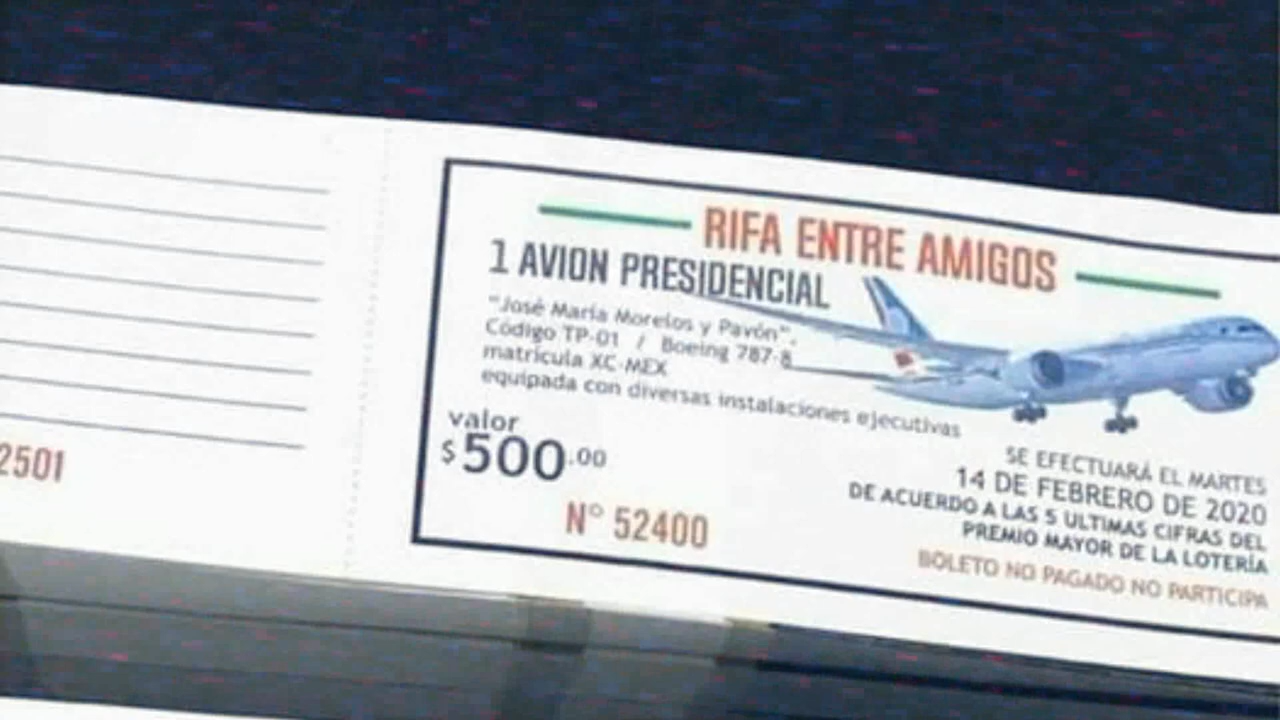 RIFA ENTRE AMIGOS
1 AVION PRESIDENCIAL
"José María Morelos y Pavón",
Código TP-01 / Boeing 787-8
matrícula XC-MEX
equipada con diversas instalaciones ejecutivas
valor
$500.00
N° 52400
SE EFECTUARÁ EL MARTES
14 DE FEBRERO DE 2020
DE ACUERDO A LAS 5 ULTIMAS CIFRAS DEL
PREMIO MAYOR DE LA LOTERÍA
BOLETO NO PAGADO NO PARTICIPA
2501